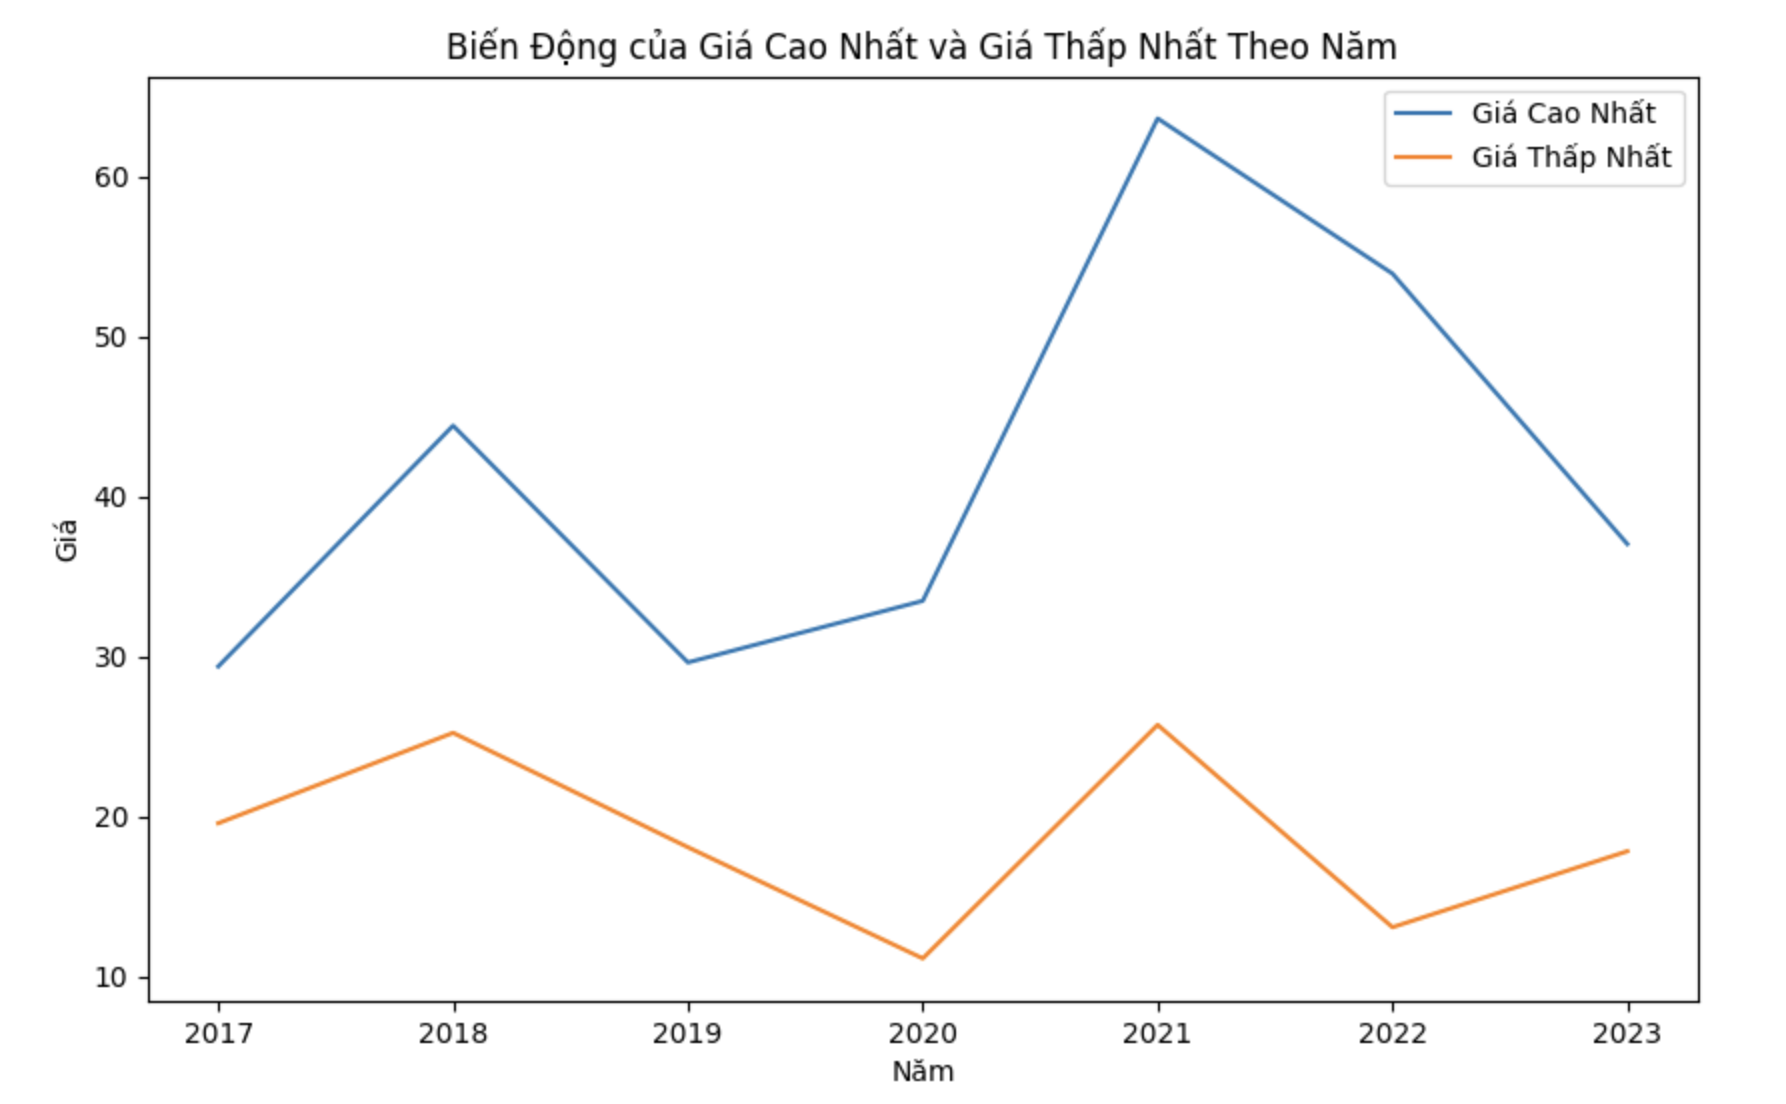 Biến Động của Giá Cao Nhất và Giá Thấp Nhất Theo Năm
Giá Cao Nhất
Giá Thấp Nhất
60
50
40
30
20
10
Giá
2017 2018 2019 2020 2021 2022 2023
Năm